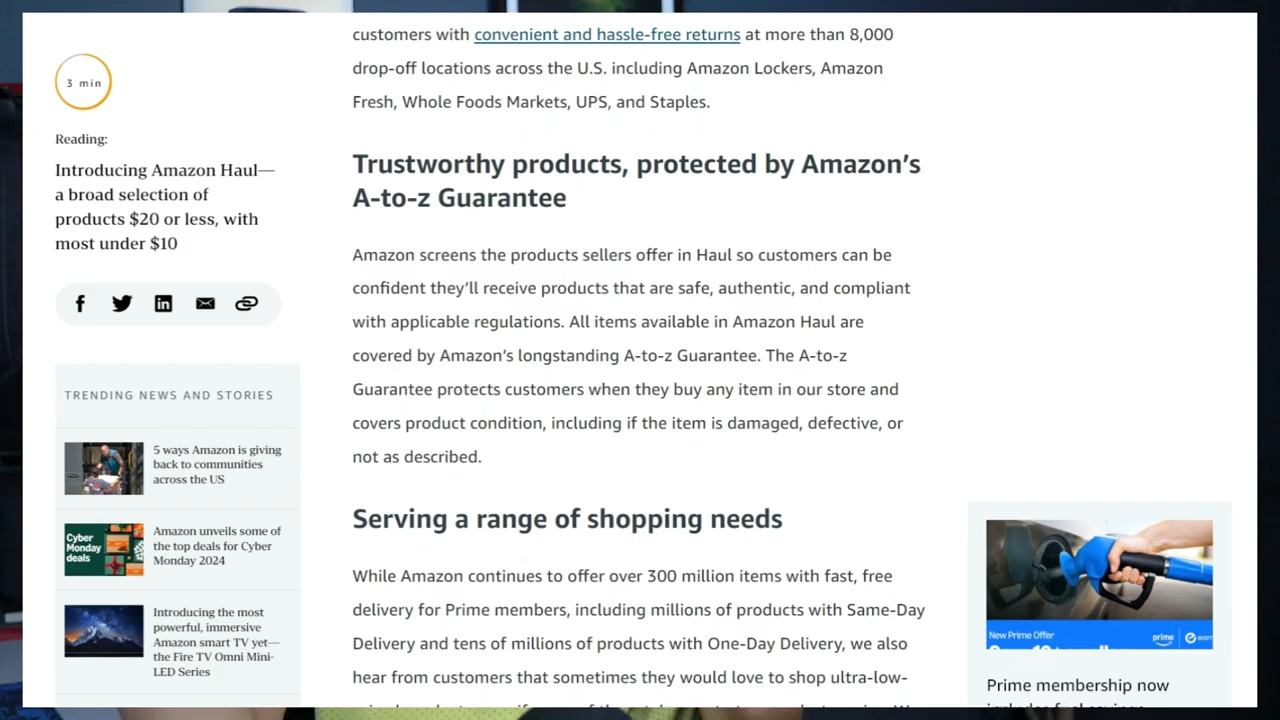 customers with convenient and hassle-free returns at more than 8,000
drop-off locations across the U.S. including Amazon Lockers, Amazon
Fresh, Whole Foods Markets, UPS, and Staples.
3 min
Reading:
Introducing Amazon Haul—
a broad selection of
products $20 or less, with
most under $10
TRENDING NEWS AND STORIES
5 ways Amazon is giving
back to communities
across the US
Cyber
Monday
deals
Amazon unveils some of
the top deals for Cyber
Monday 2024
Introducing the most
powerful, immersive
Amazon smart TV yet—
the Fire TV Omni Mini-
LED Series
Trustworthy products, protected by Amazon’s
A-to-z Guarantee
Amazon screens the products sellers offer in Haul so customers can be
confident they’ll receive products that are safe, authentic, and compliant
with applicable regulations. All items available in Amazon Haul are
covered by Amazon’s longstanding A-to-z Guarantee. The A-to-z
Guarantee protects customers when they buy any item in our store and
covers product condition, including if the item is damaged, defective, or
not as described.
Serving a range of shopping needs
While Amazon continues to offer over 300 million items with fast, free
delivery for Prime members, including millions of products with Same-Day
Delivery and tens of millions of products with One-Day Delivery, we also
hear from customers that sometimes they would love to shop ultra-low-
New Prime Offer
prime
earn
Prime membership now